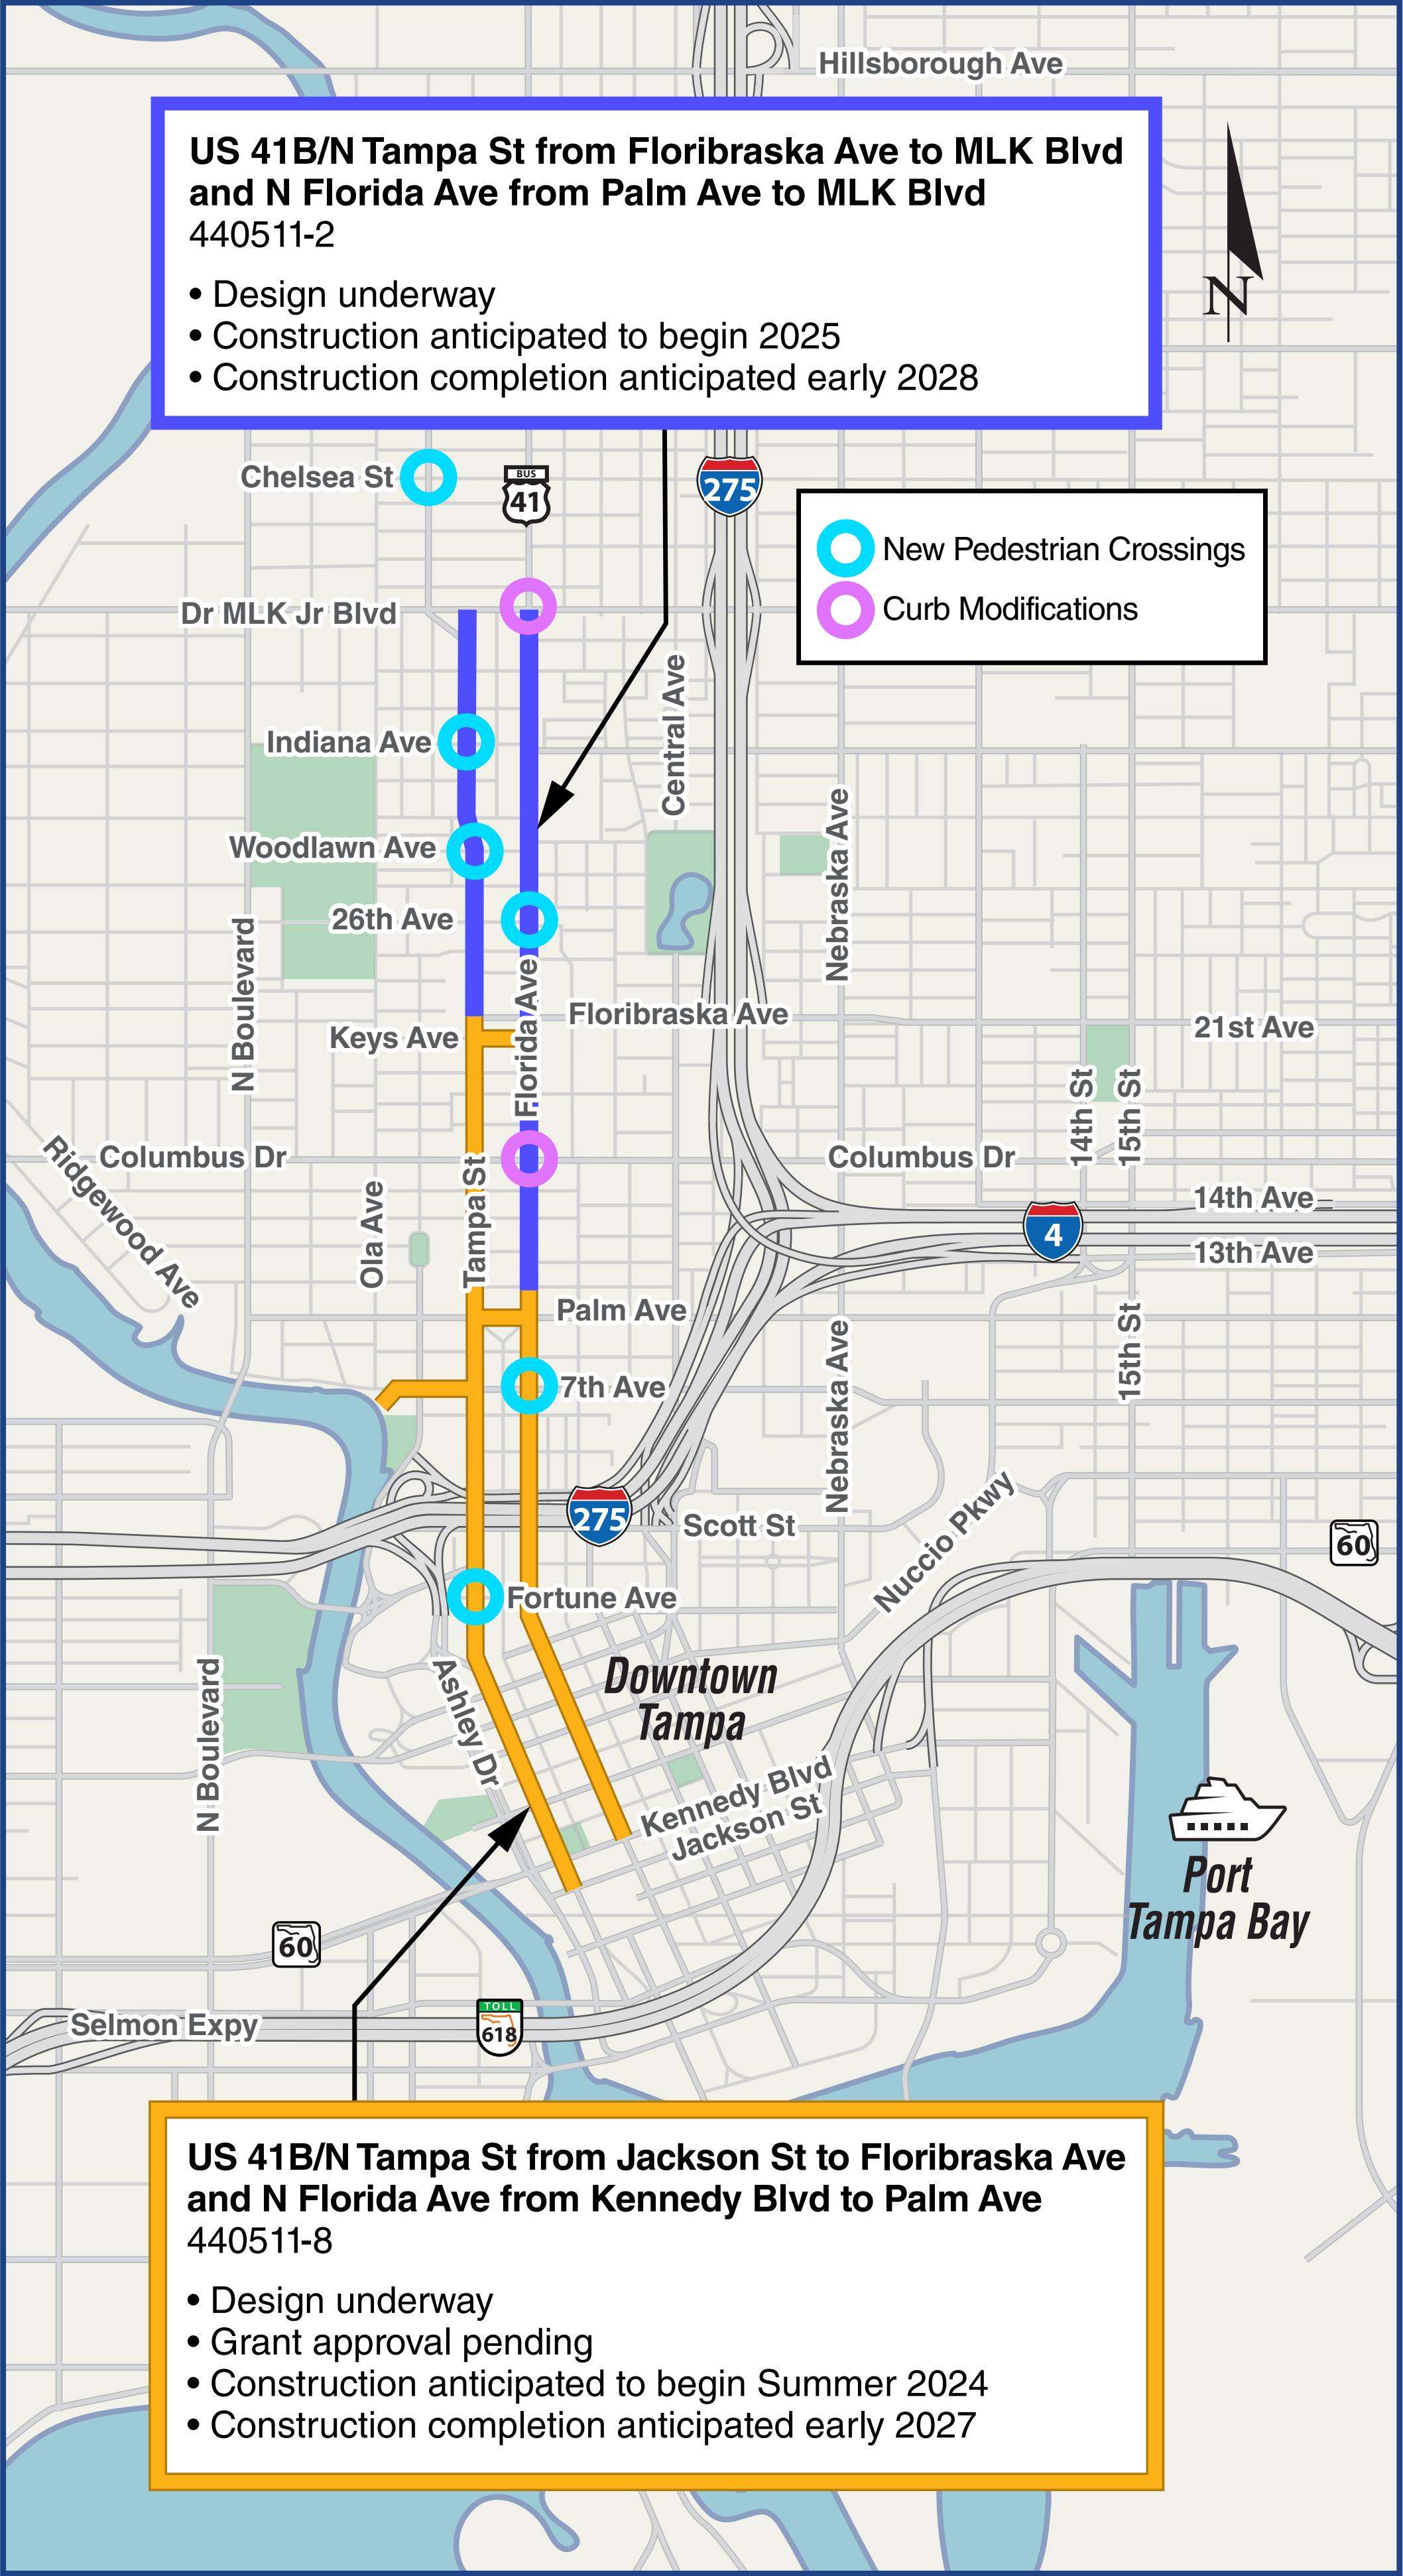 Hillsborough Ave
US 41B/N Tampa St from Floribraska Ave to MLK Blvd
and N Florida Ave from Palm Ave to MLK Blvd
440511-2
• Design underway
• Construction anticipated to begin 2025
• Construction completion anticipated early 2028
N
Chelsea St
BUS
41
275
New Pedestrian Crossings
Curb Modifications
Dr MLK Jr Blvd
Central Ave
Indiana Ave
Woodlawn Ave
Nebraska Ave
26th Ave
N Boulevard
Florida Ave
Floribraska Ave
21st Ave
Keys Ave
14th St
15th St
Ridgewood Ave
Columbus Dr
Columbus Dr
Tampa St
Ola Ave
14th Ave
4
13th Ave
Palm Ave
15th St
Nebraska Ave
7th Ave
275
Scott St
Nuccio Pkwy
60
Fortune Ave
Downtown
Tampa
Ashley Dr
N Boulevard
Kennedy Blvd
Jackson St
Port
Tampa Bay
60
Selmon Expy
TOLL
618
US 41B/N Tampa St from Jackson St to Floribraska Ave
and N Florida Ave from Kennedy Blvd to Palm Ave
440511-8
• Design underway
• Grant approval pending
• Construction anticipated to begin Summer 2024
• Construction completion anticipated early 2027